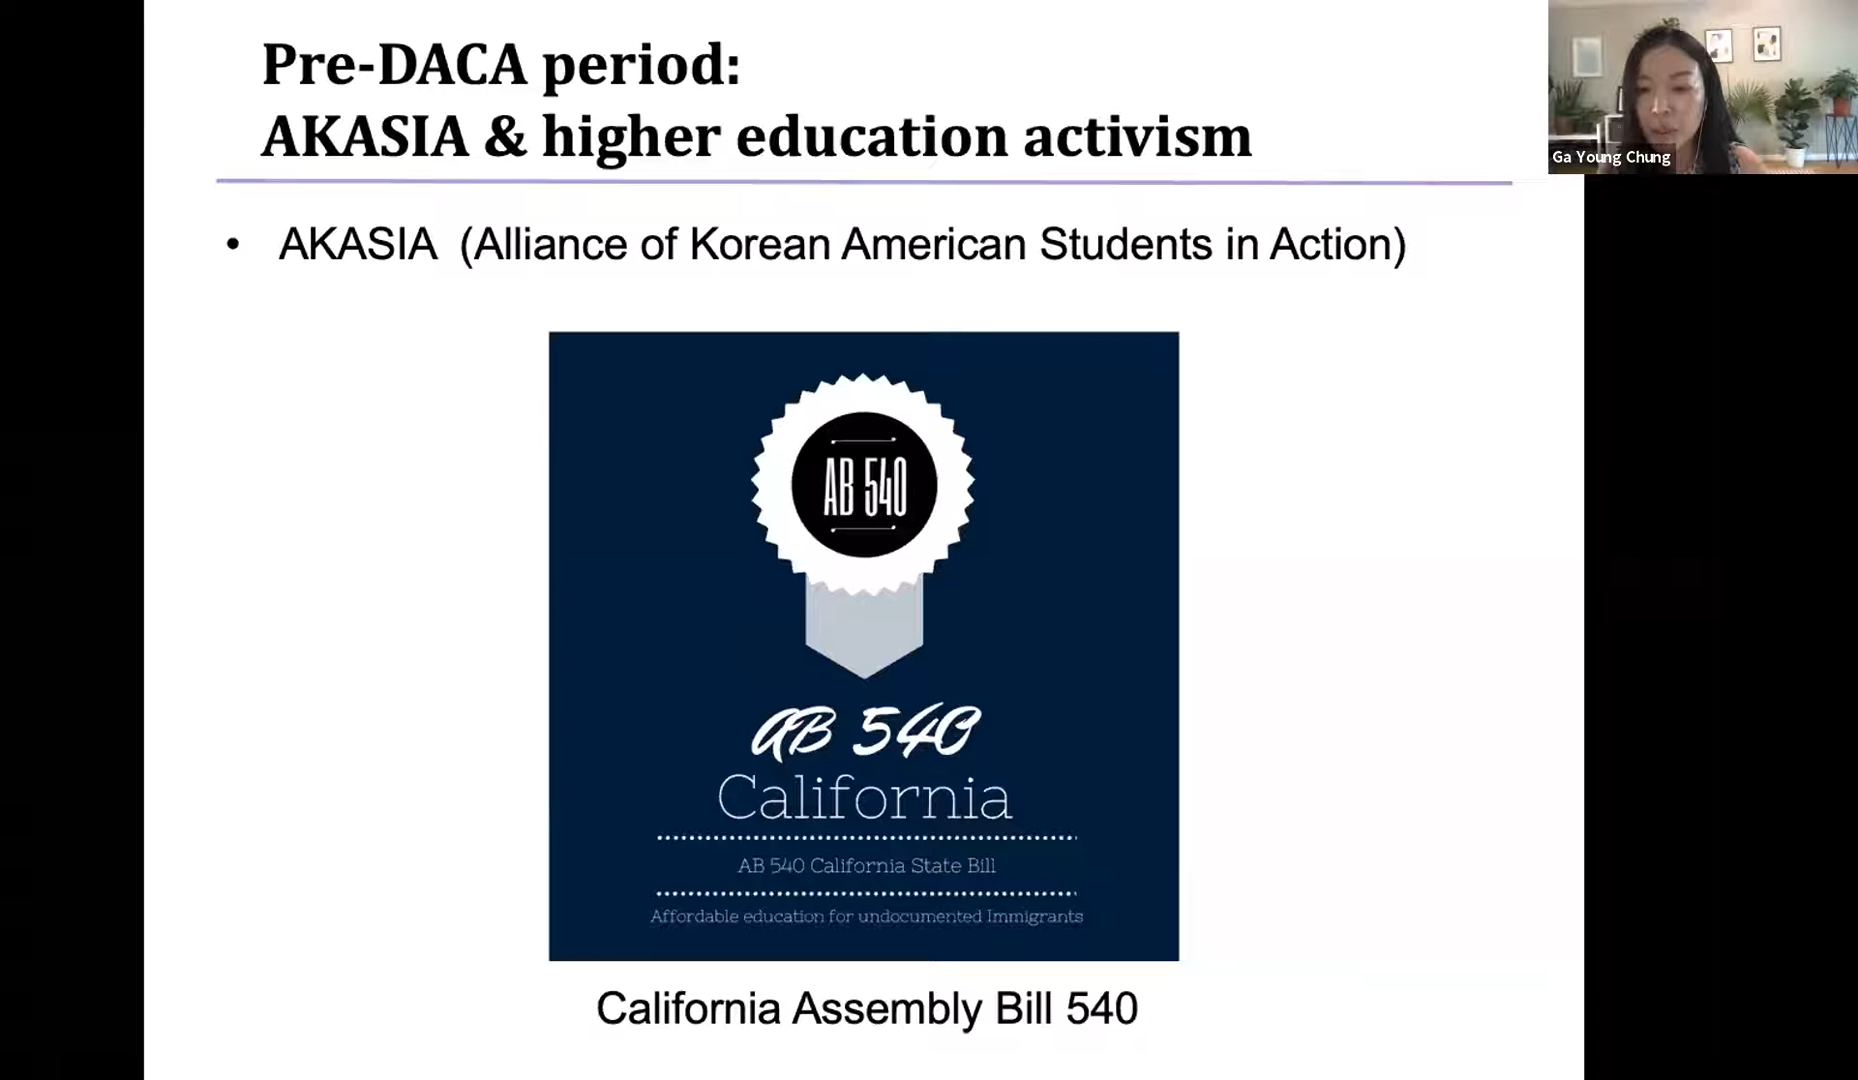 Pre-DACA period:
AKASIA & higher education activism
Ga Young Chung
• AKASIA (Alliance of Korean American Students in Action)
AB 540
AB 540
California
AB 540 California State Bill
Affordable education for undocumented Immigrants
California Assembly Bill 540